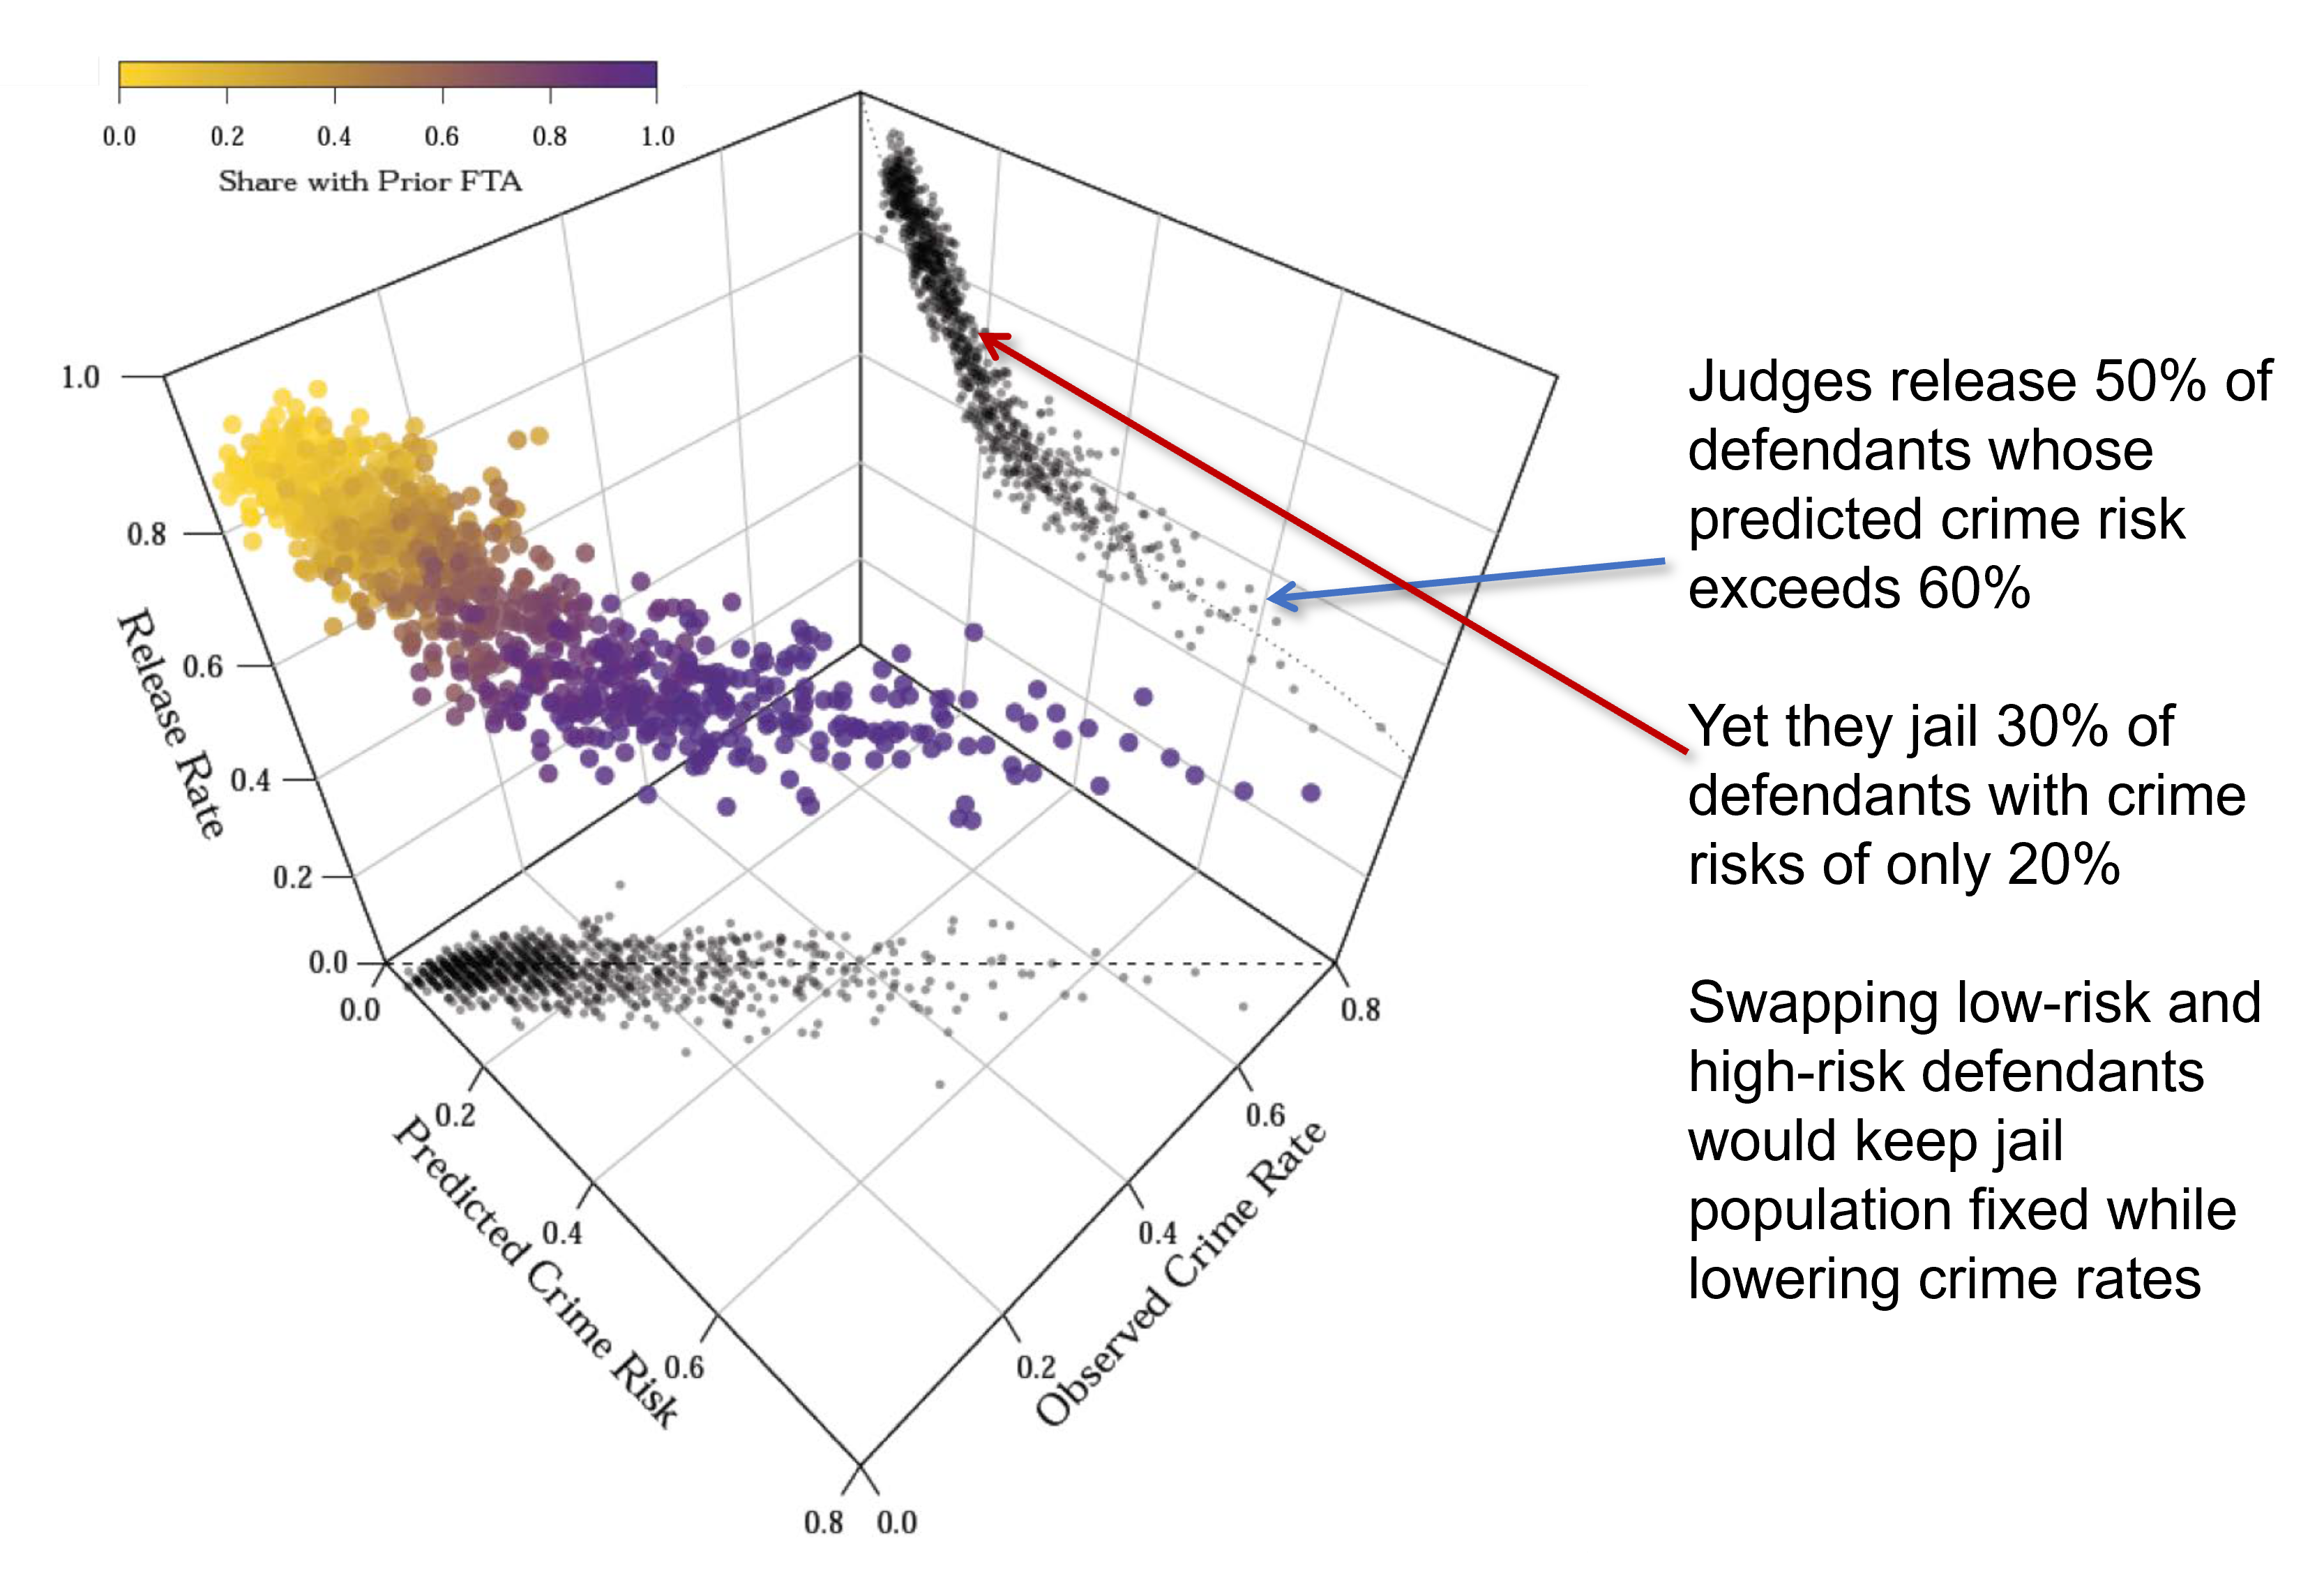 0.0 0.2 0.4 0.6 0.8 1.0
Share with Prior FTA
1.0
0.8
0.6
0.4
0.2
0.0
Release Rate
0.0
0.2
0.4
0.6
0.8
Predicted Crime Risk
0.0
0.2
0.4
0.6
0.8
Observed Crime Rate
Judges release 50% of
defendants whose
predicted crime risk
exceeds 60%
Yet they jail 30% of
defendants with crime
risks of only 20%
Swapping low-risk and
high-risk defendants
would keep jail
population fixed while
lowering crime rates